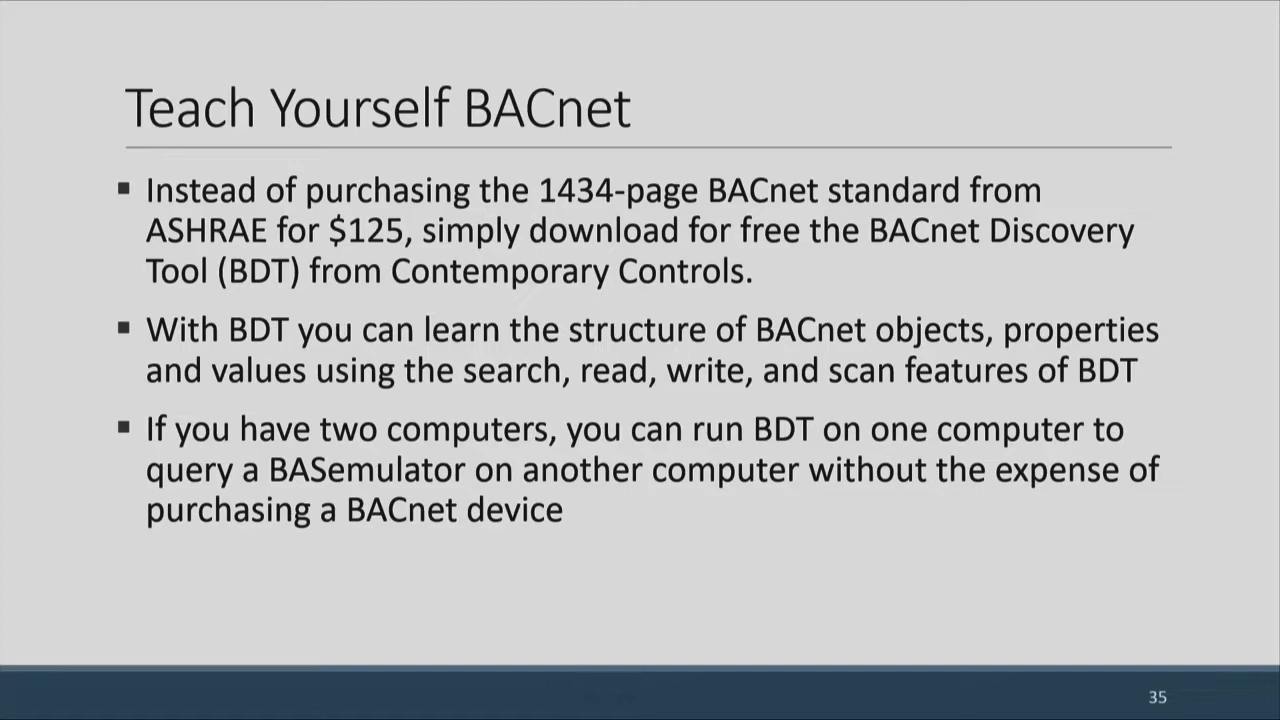 Teach Yourself BACnet
▪ Instead of purchasing the 1434-page BACnet standard from
ASHRAE for $125, simply download for free the BACnet Discovery
Tool (BDT) from Contemporary Controls.
▪ With BDT you can learn the structure of BACnet objects, properties
and values using the search, read, write, and scan features of BDT
▪ If you have two computers, you can run BDT on one computer to
query a BASemulator on another computer without the expense of
purchasing a BACnet device
35